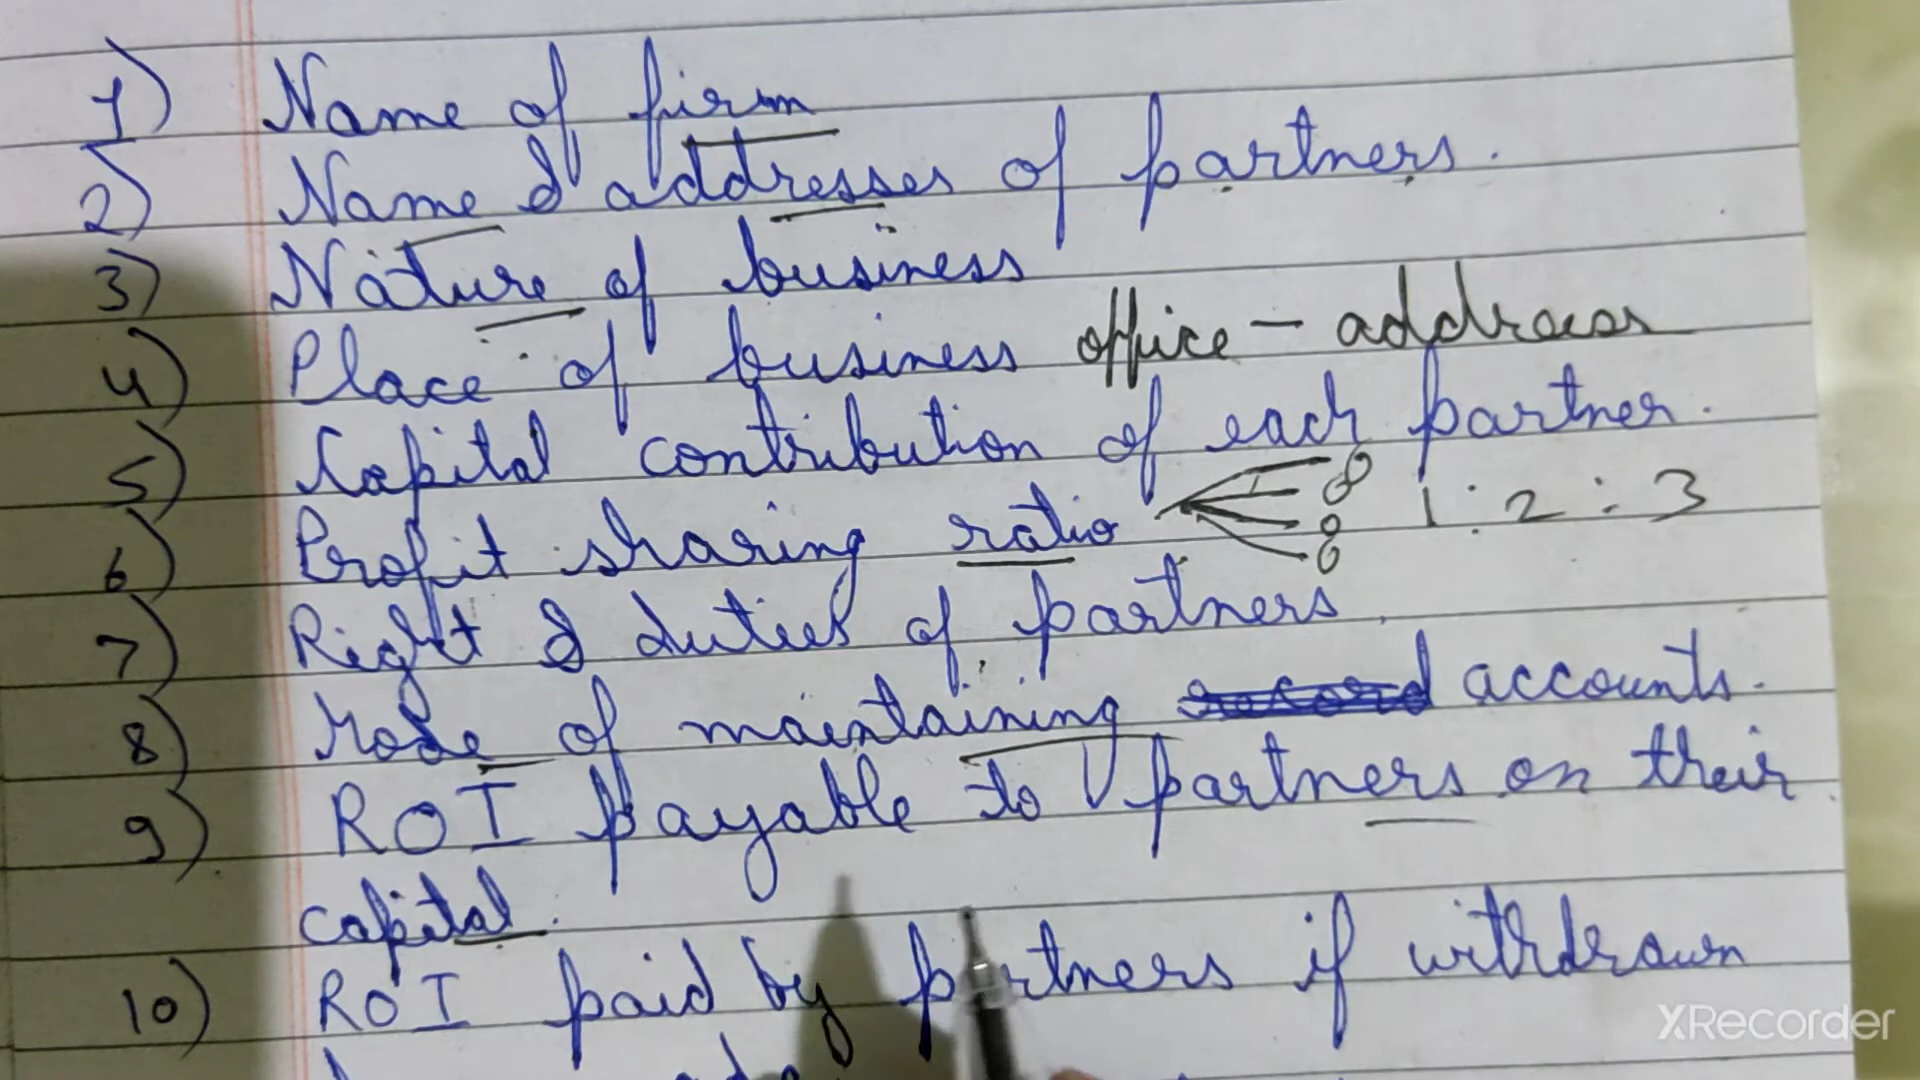 1) Name of firm
2) Name & addresses of partners.
3) Nature of business
4) Place of business office - address
5) Capital contribution of each partner.
6) Profit sharing ratio 1:2:3
7) Right & duties of partners.
8) Mode of maintaining record accounts.
9) ROI payable to partners on their
capital.
10) ROI paid by partners if withdrawn
XRecorder